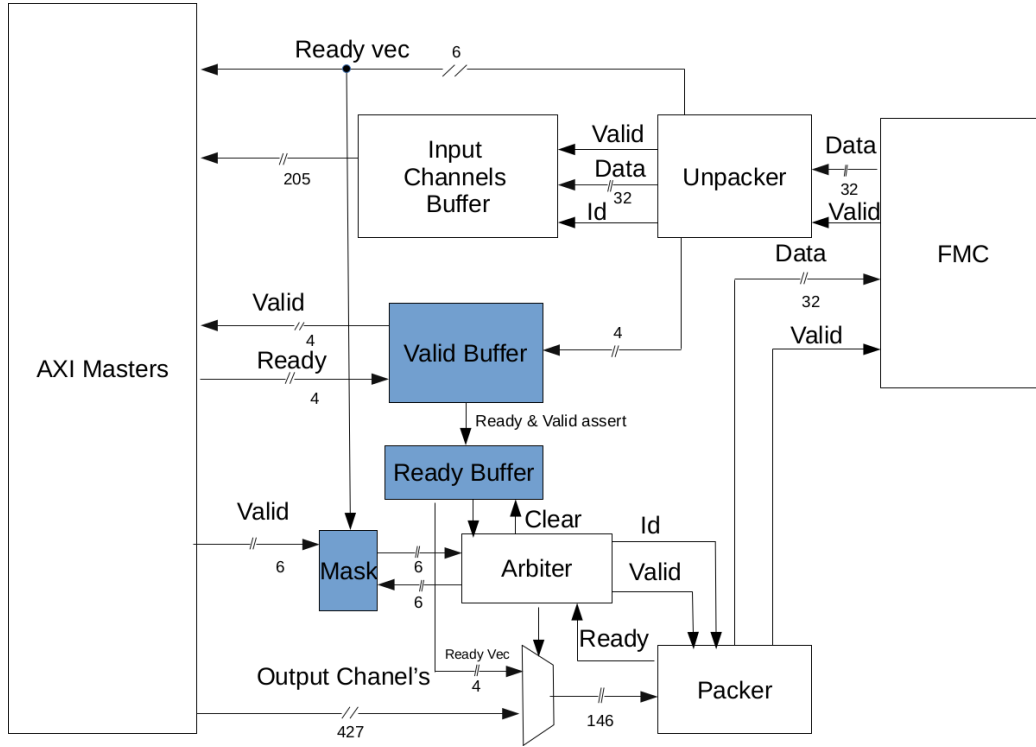 Ready vec
6
Valid
Data
32
Id
Input
Channels
Buffer
205
Unpacker
Data
32
Valid
FMC
Data
32
Valid
AXI Masters
Valid
4
Ready
4
Valid Buffer
4
Ready & Valid assert
Ready Buffer
Clear
Valid
6
Mask
6
6
Arbiter
Id
Valid
Ready
Ready Vec
4
Output Chanel's
427
146
Packer